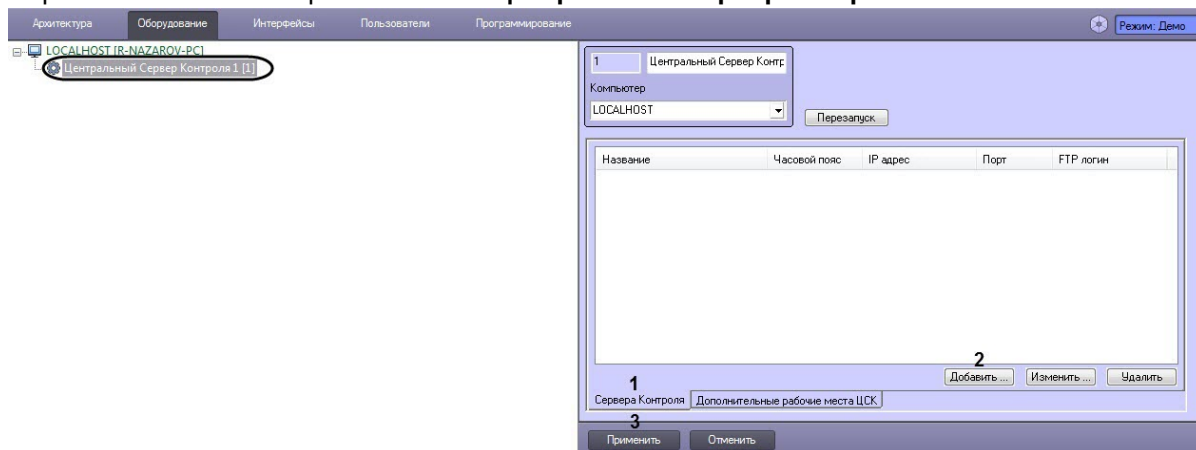 Архитектура Оборудование Интерфейсы Пользователи Программирование Режим: Демо
LOCALHOST [R-NAZAROV-PC]
Центральный Сервер Контроля 1 [1]
1 Центральный Сервер Контр
Компьютер
LOCALHOST
Перезапуск
Название Часовой пояс IP адрес Порт FTP логин
2
Добавить ... Изменить ... Удалить
1
Сервера Контроля Дополнительные рабочие места ЦСК
3
Применить Отменить